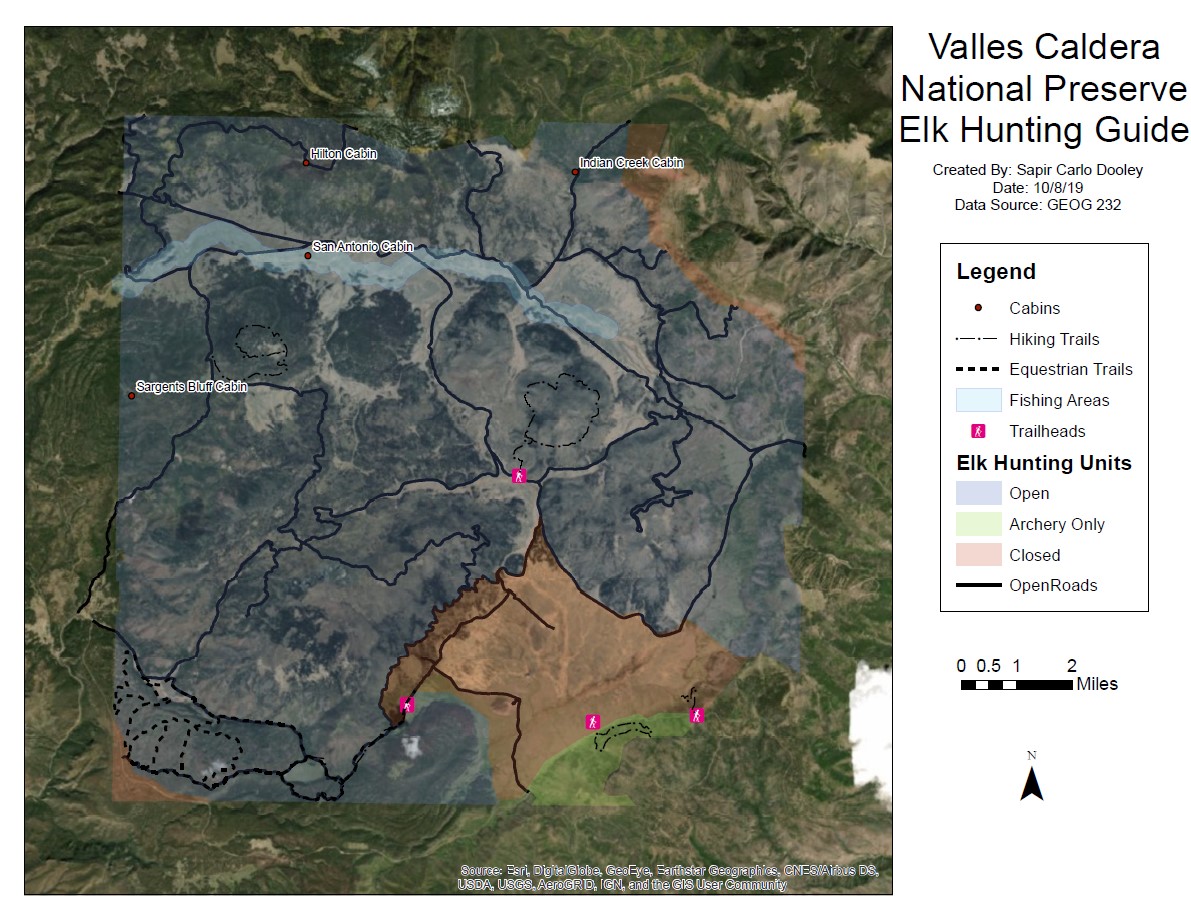 Valles Caldera
National Preserve
Elk Hunting Guide
Created By: Sapir Carlo Dooley
Date: 10/8/19
Data Source: GEOG 232
Hilton Cabin
Indian Creek Cabin
San Antonio Cabin
Sargents Bluff Cabin
Legend
Cabins
Hiking Trails
Equestrian Trails
Fishing Areas
Trailheads
Elk Hunting Units
Open
Archery Only
Closed
OpenRoads
0 0.5 1 2
Miles
N
Source: Esri, DigitalGlobe, GeoEye, Earthstar Geographics, CNES/Airbus DS,
USDA, USGS, AeroGRID, IGN, and the GIS User Community